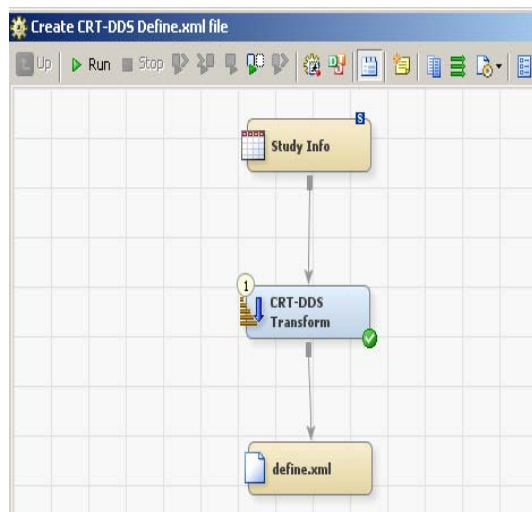 Create CRT-DDS Define.xml file
Up Run Stop
S
Study Info
1
CRT-DDS
Transform
define.xml